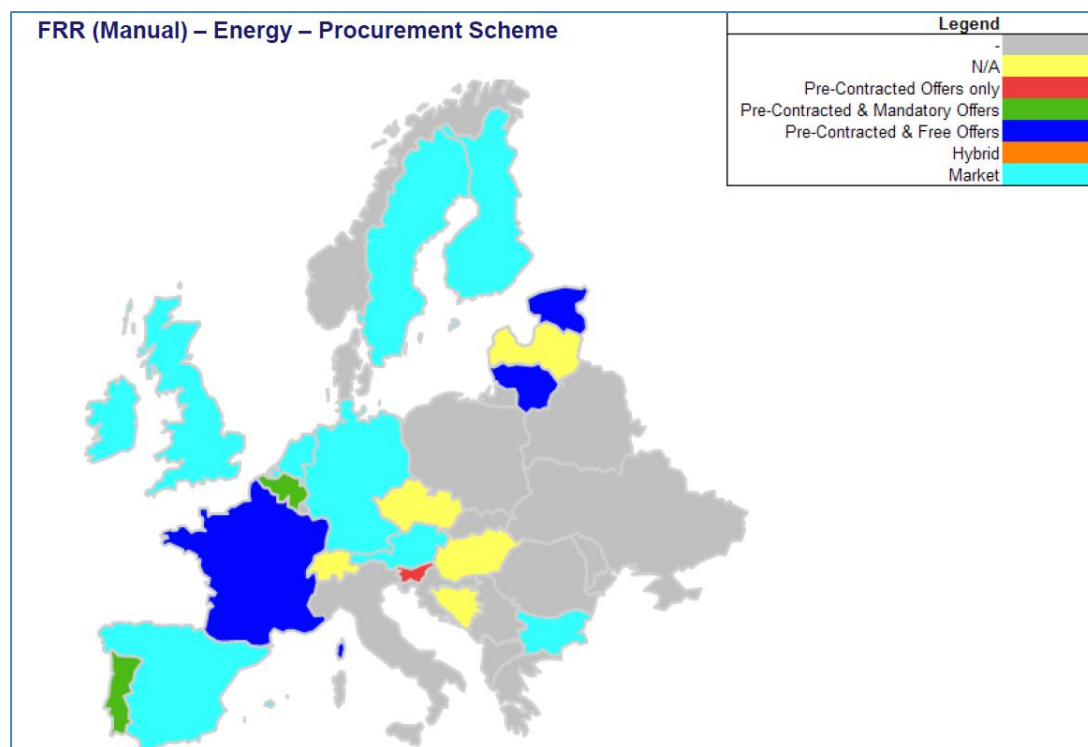 FRR (Manual) – Energy – Procurement Scheme
Legend
-
N/A
Pre-Contracted Offers only
Pre-Contracted & Mandatory Offers
Pre-Contracted & Free Offers
Hybrid
Market